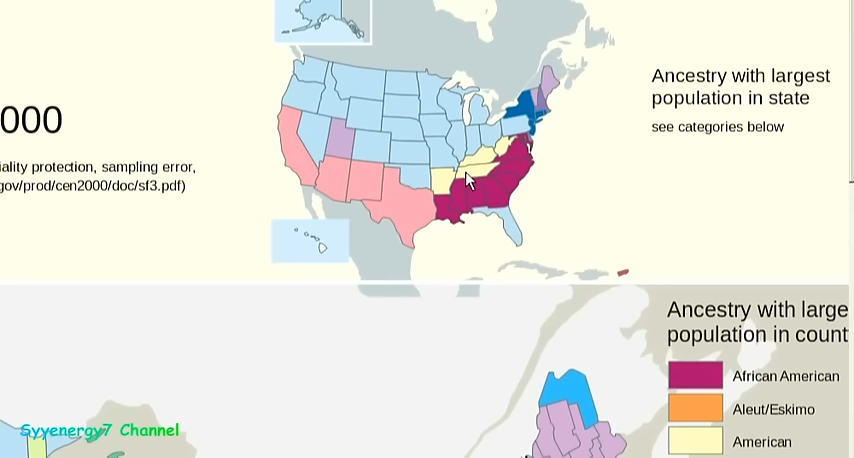 000
iality protection, sampling error,
gov/prod/cen2000/doc/sf3.pdf)
Ancestry with largest
population in state
see categories below
Ancestry with large
population in count
African American
Aleut/Eskimo
American
Syyenergy7 Channel